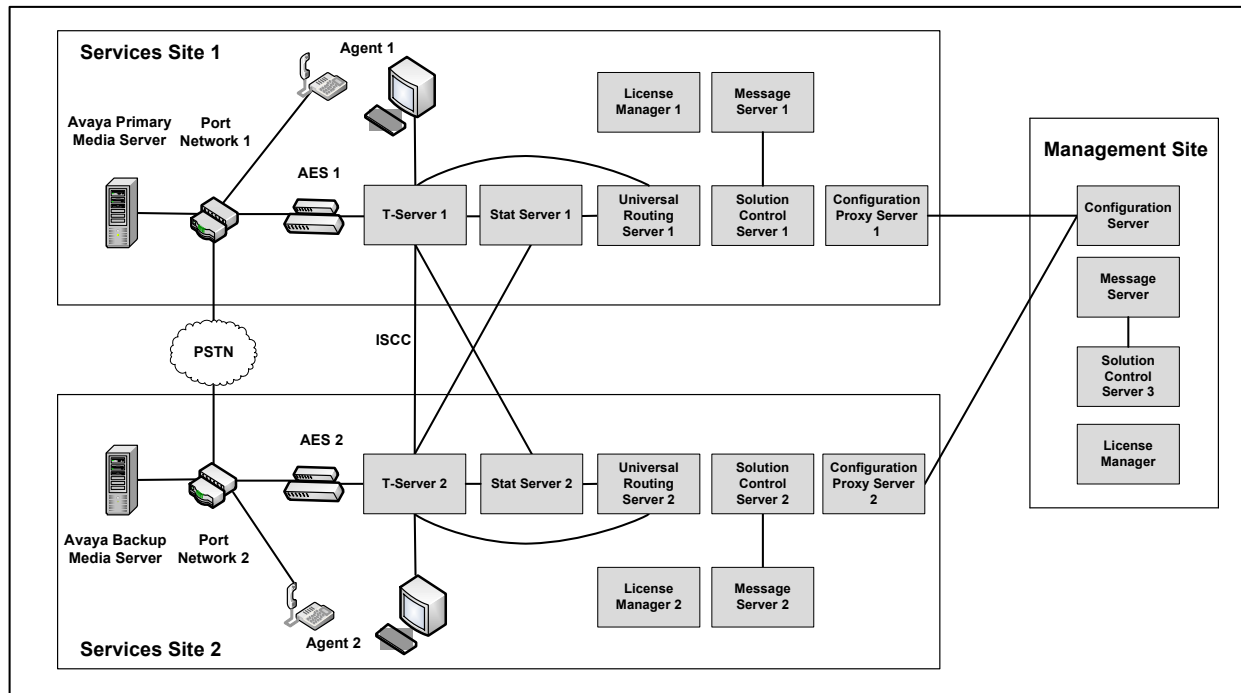 Services Site 1
Agent 1
Avaya Primary
Media Server
Port
Network 1
AES 1
License
Manager 1
Message
Server 1
T-Server 1
Stat Server 1
Universal
Routing
Server 1
Solution
Control
Server 1
Configuration
Proxy Server
1
Management Site
Configuration
Server
Message
Server
Solution
Control
Server 3
License
Manager
PSTN
ISCC
AES 2
T-Server 2
Stat Server 2
Universal
Routing
Server 2
Solution
Control
Server 2
Configuration
Proxy Server
2
Avaya Backup
Media Server
Port
Network 2
License
Manager 2
Message
Server 2
Agent 2
Services Site 2